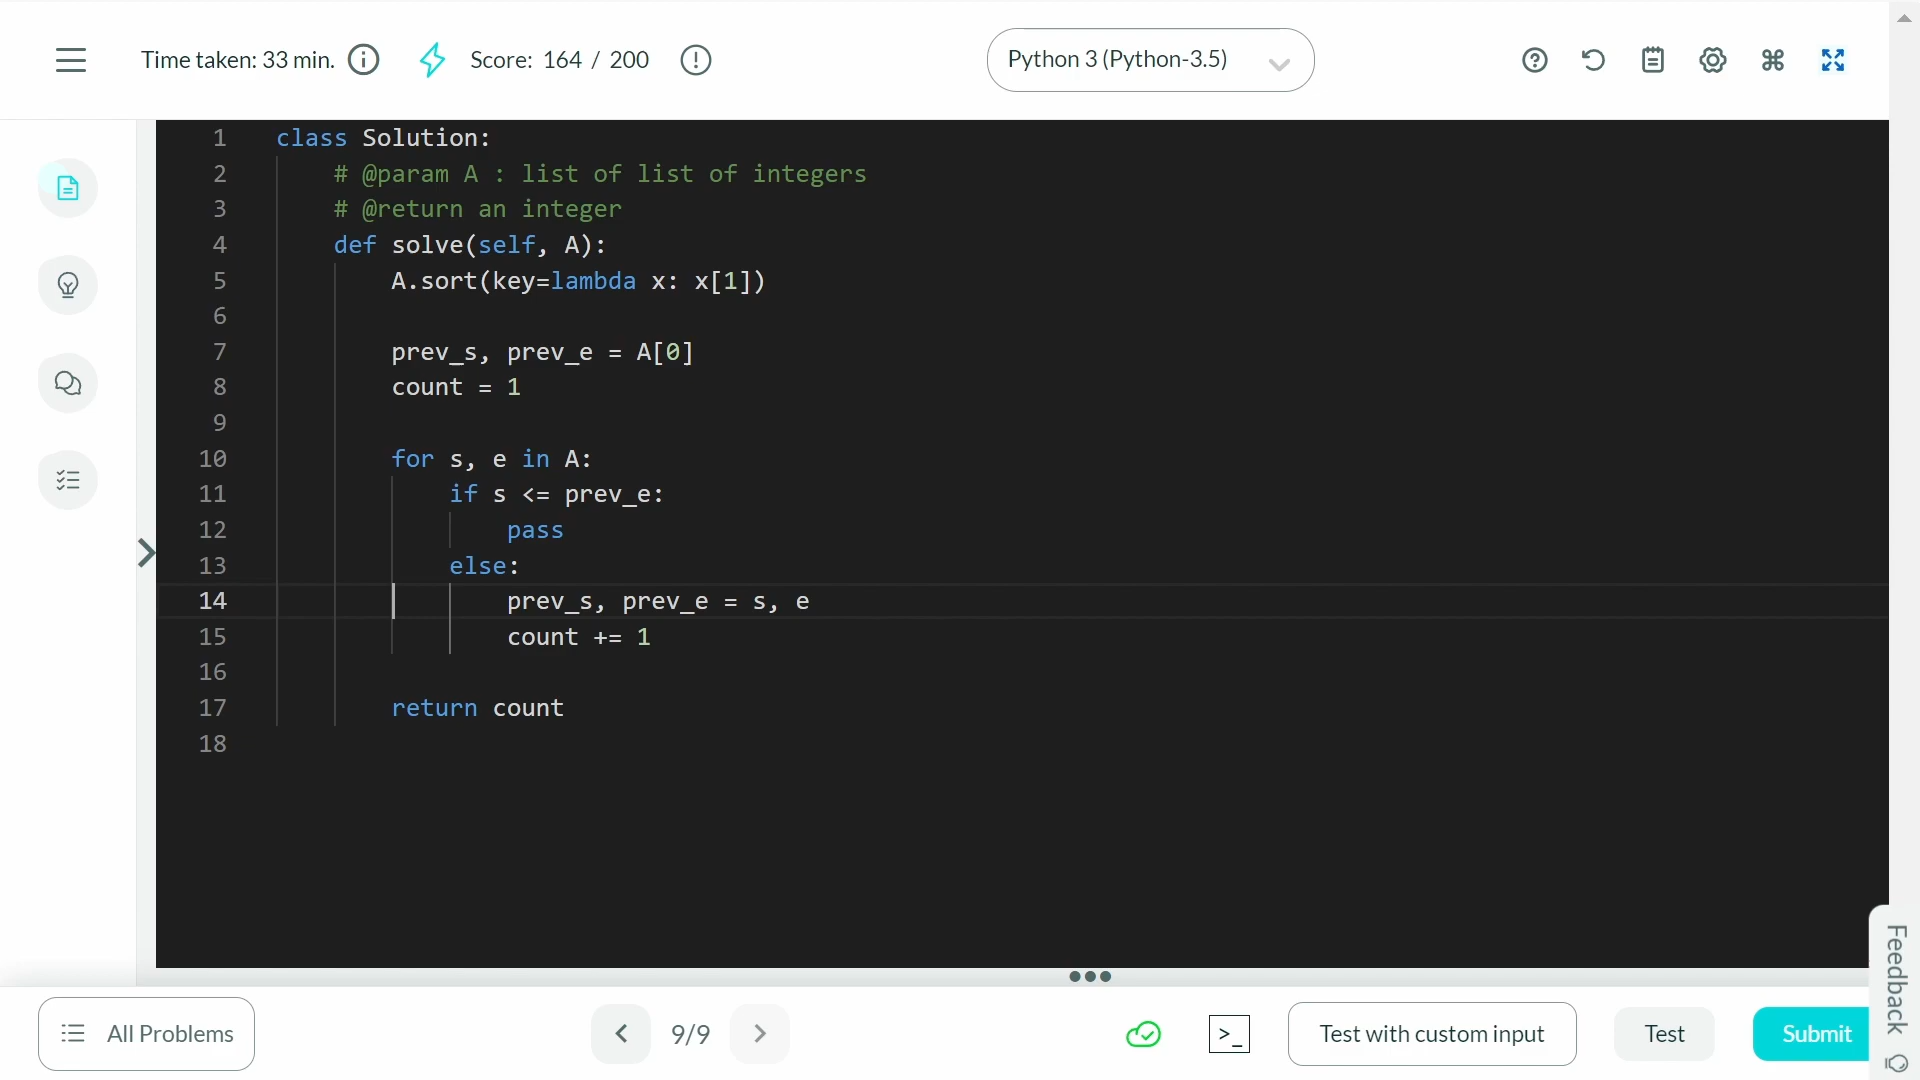 Time taken: 33 min.
Score: 164 / 200
Python 3 (Python-3.5)
1 class Solution:
2 # @param A : list of list of integers
3 # @return an integer
4 def solve(self, A):
5 A.sort(key=lambda x: x[1])
6
7 prev_s, prev_e = A[0]
8 count = 1
9
10 for s, e in A:
11 if s <= prev_e:
12 pass
13 else:
14 prev_s, prev_e = s, e
15 count += 1
16
17 return count
18
Feedback
All Problems
9/9
>_
Test with custom input
Test
Submit